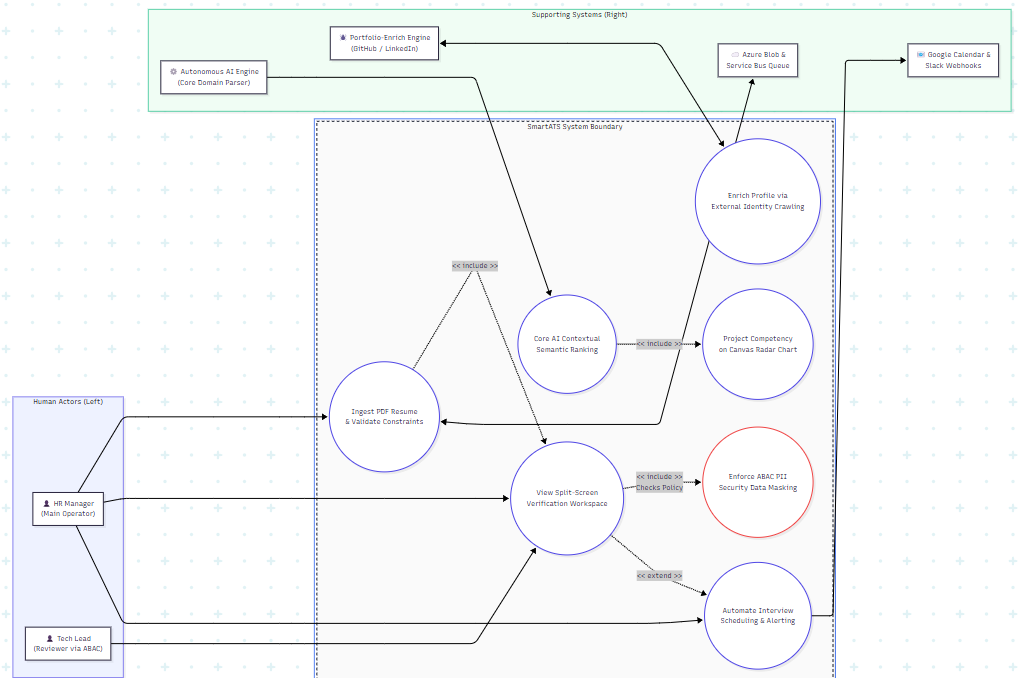 Supporting Systems (Right)
Portfolio-Enrich Engine
(GitHub / LinkedIn)
Autonomous AI Engine
(Core Domain Parser)
Azure Blob &
Service Bus Queue
Google Calendar &
Slack Webhooks
SmartATS System Boundary
Enrich Profile via
External Identity Crawling
<< include >>
Core AI Contextual
Semantic Ranking
<< include >>
Project Competency
on Canvas Radar Chart
Human Actors (Left)
Ingest PDF Resume
& Validate Constraints
HR Manager
(Main Operator)
View Split-Screen
Verification Workspace
<< include >>
Checks Policy
Enforce ABAC PII
Security Data Masking
<< extend >>
Automate Interview
Scheduling & Alerting
Tech Lead
(Reviewer via ABAC)